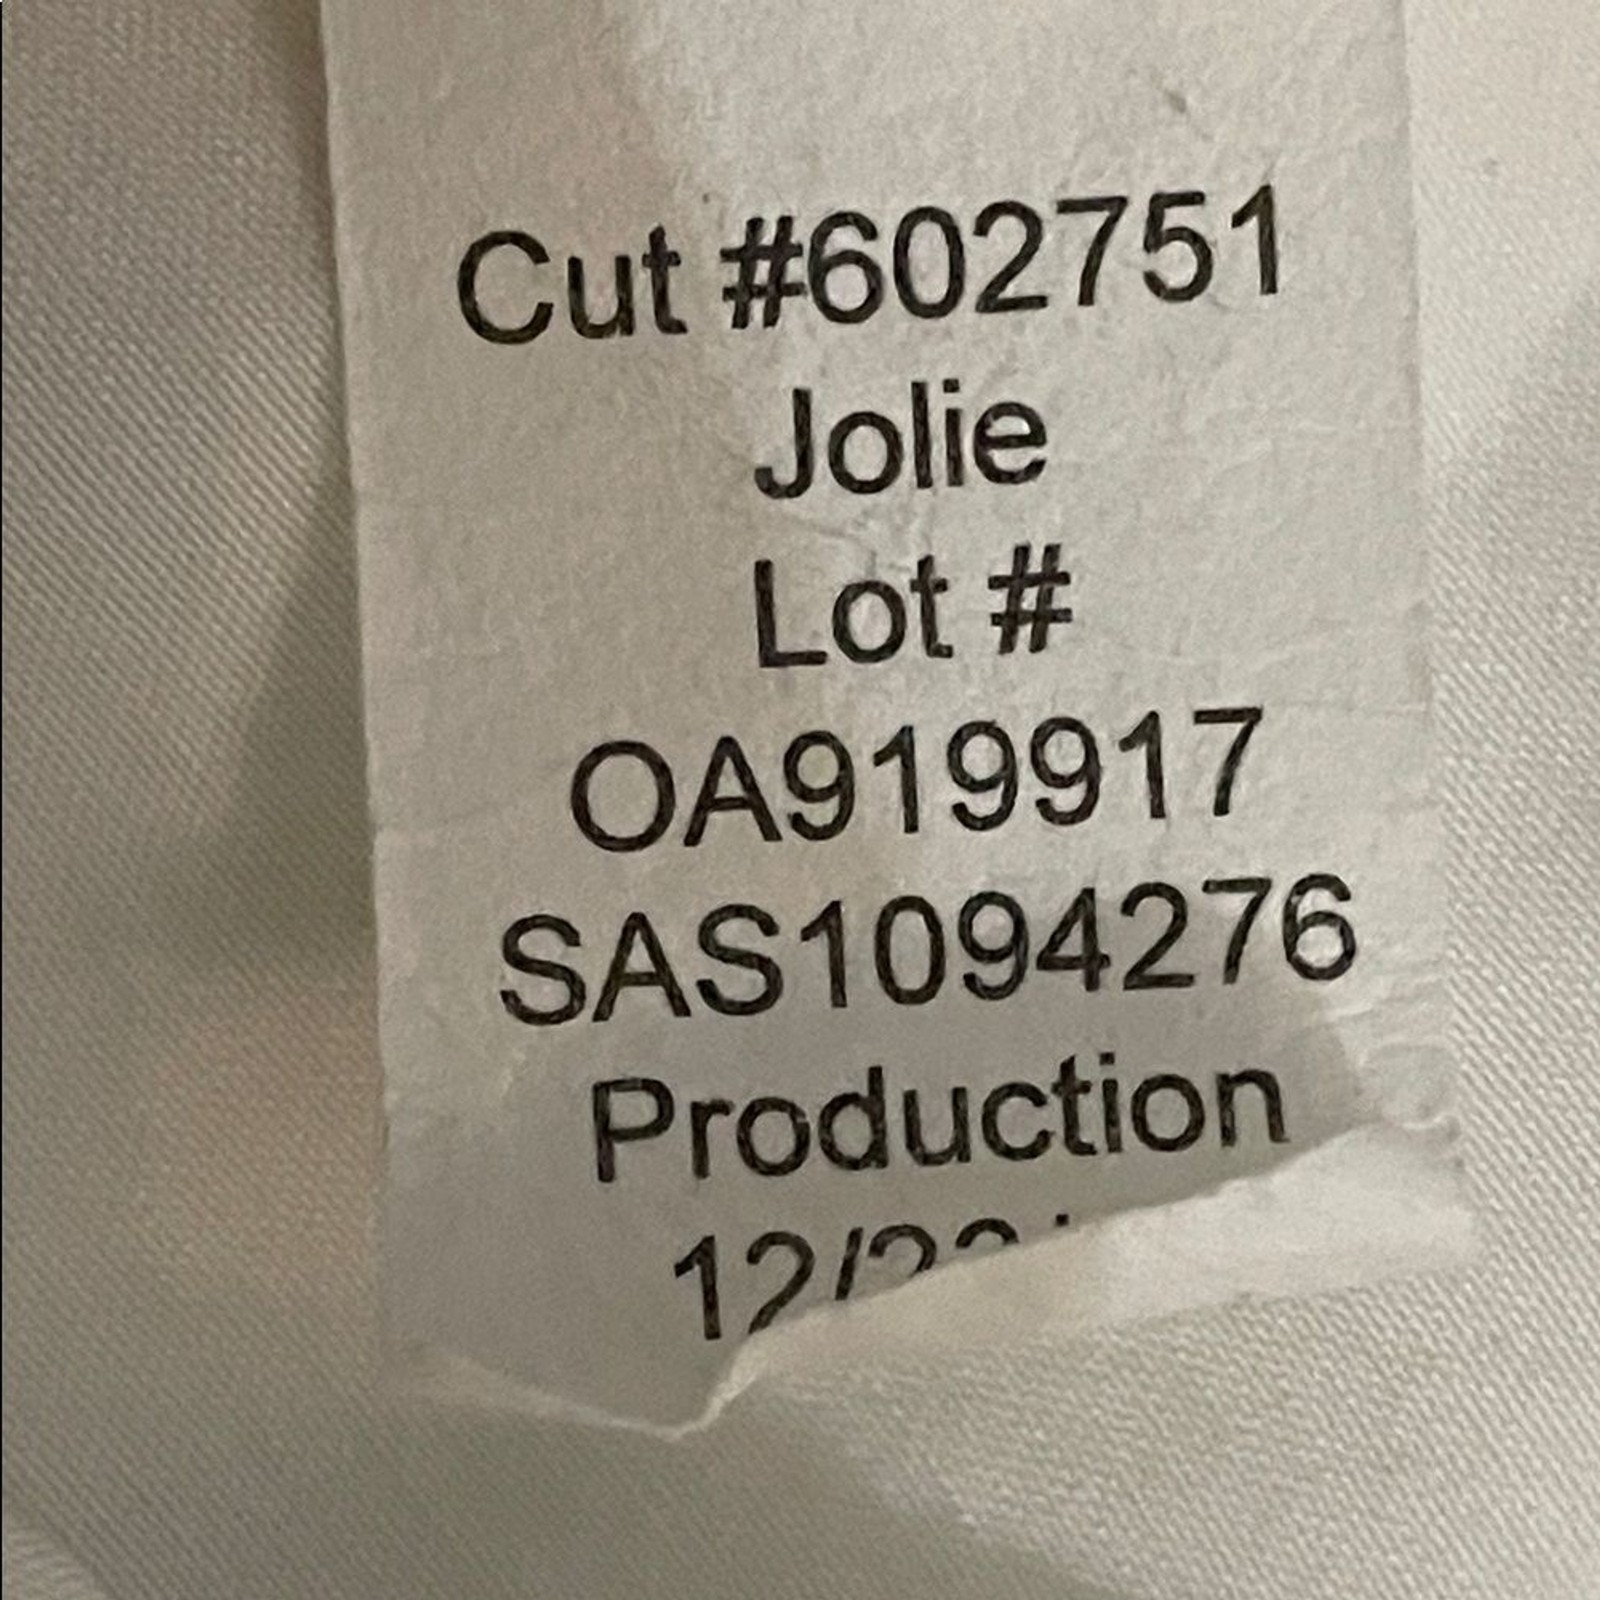 Cut #602751
Jolie
Lot #
OA919917
SAS1094276
Production